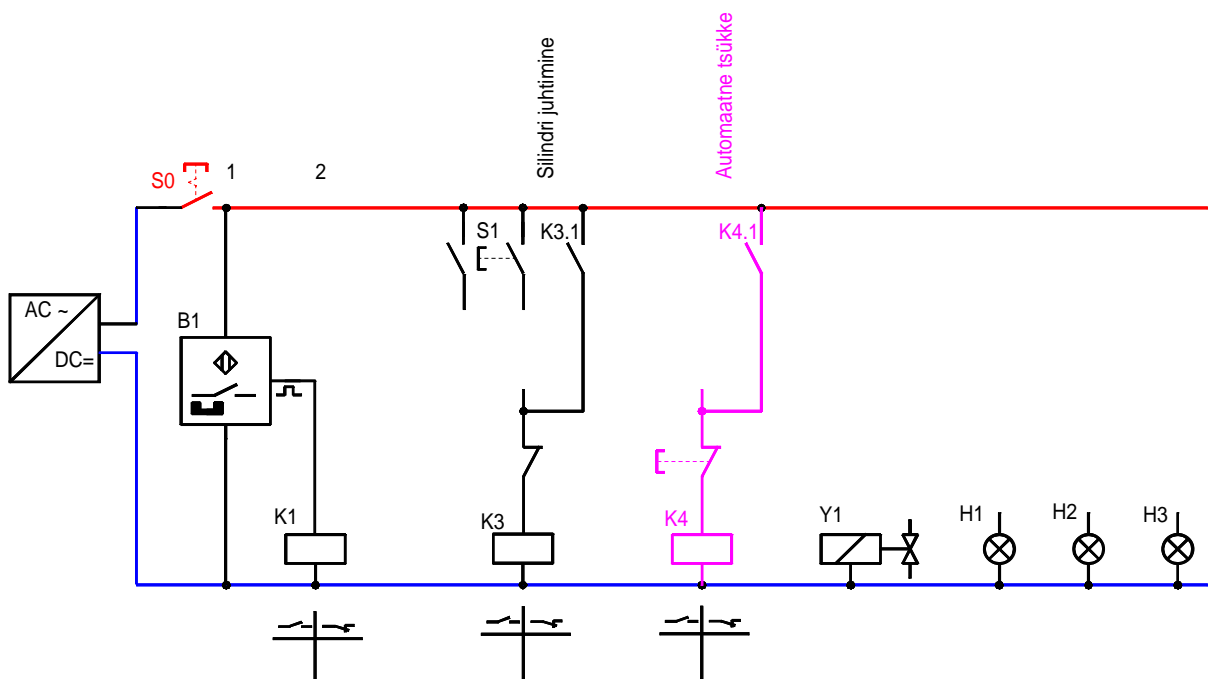 Silindri juhtimine
Automaatne tsükke
S0
1
2
S1
K3.1
K4.1
AC ~
DC=
B1
K1
K3
K4
Y1
H1
H2
H3